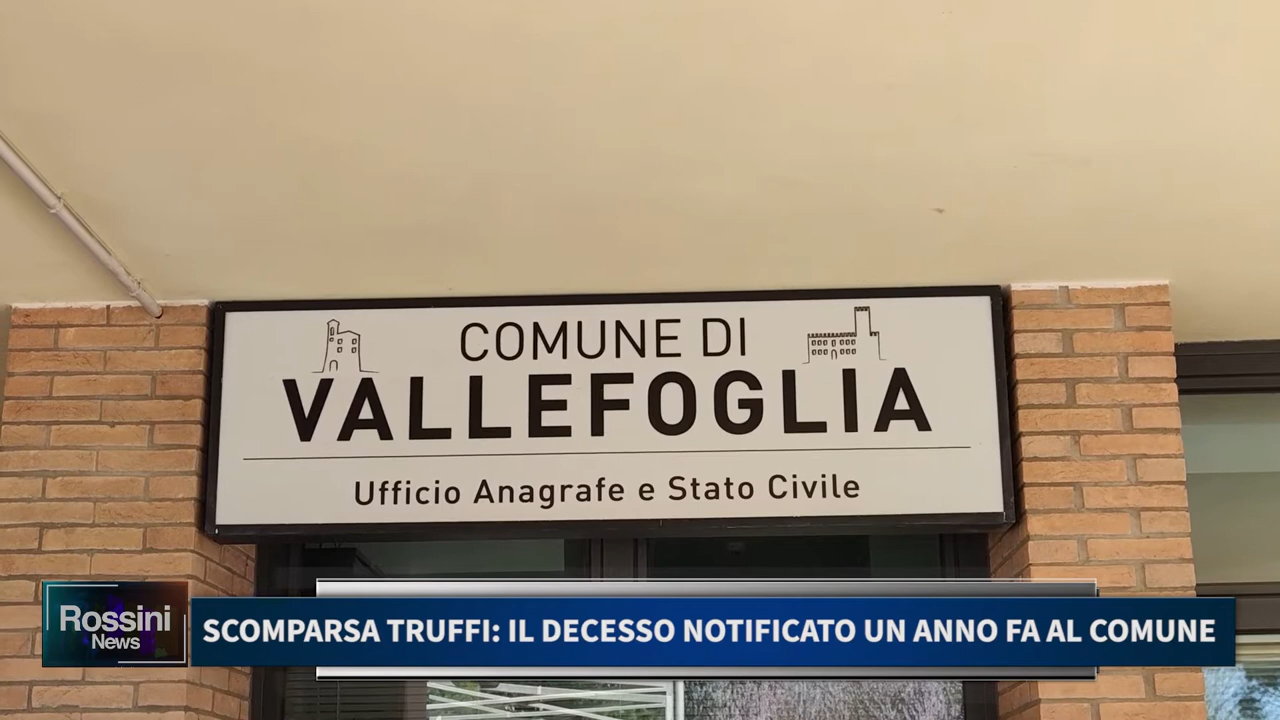 COMUNE DI
VALLEFOGLIA
Ufficio Anagrafe e Stato Civile
Rossini
News
SCOMPARSA TRUFFI: IL DECESSO NOTIFICATO UN ANNO FA AL COMUNE